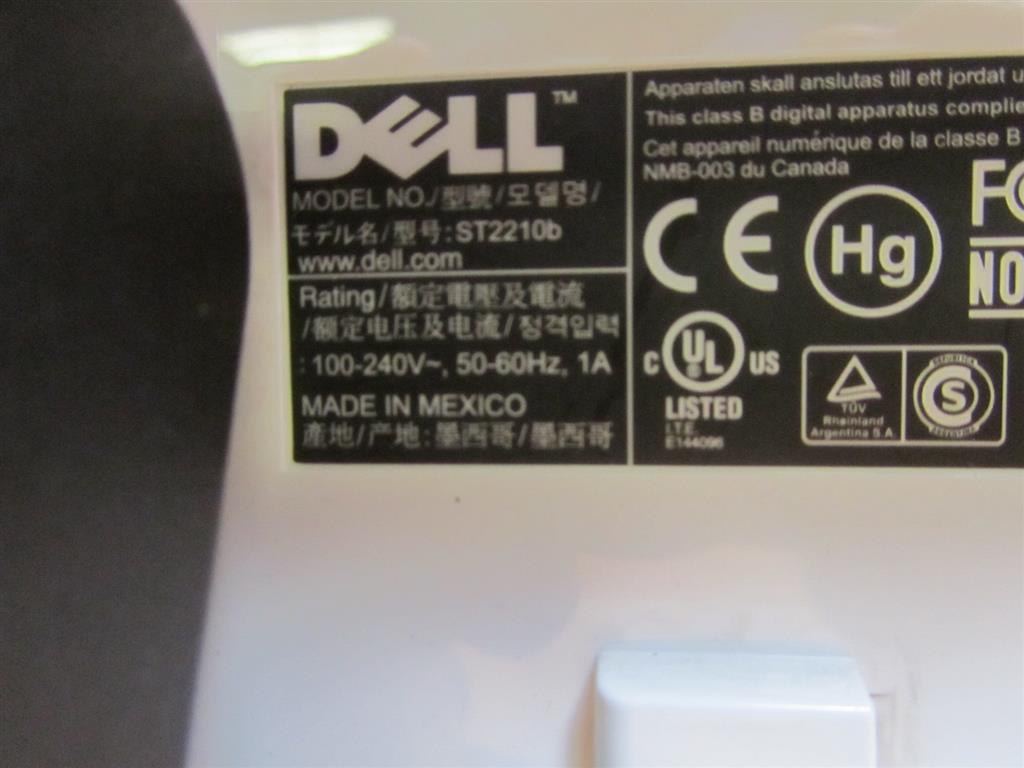 DELL™
MODEL NO./型號/모델명/
モデル名/型号:ST2210b
www.dell.com
Rating/額定電壓及電流
/额定电压及电流/정격입력
: 100-240V~, 50-60Hz, 1A
MADE IN MEXICO
產地/产地:墨西哥/墨西哥
Apparaten skall anslutas till ett jordat u
This class B digital apparatus complie
Cet appareil numérique de la classe B
NMB-003 du Canada
CE
Hg
FC
NO
C UL US
LISTED
I.T.E.
E144096
TÜV
Rheinland
Argentina S.A.
S
ARGENTINA